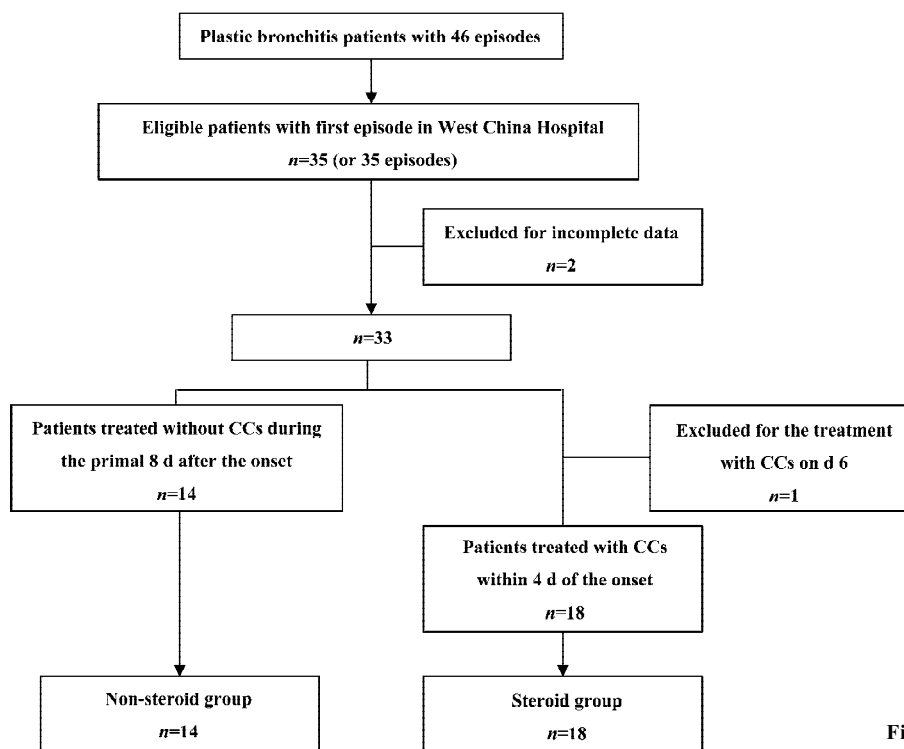 Plastic bronchitis patients with 46 episodes
Eligible patients with first episode in West China Hospital
n=35 (or 35 episodes)
Excluded for incomplete data
n=2
n=33
Patients treated without CCs during
the primal 8 d after the onset
n=14
Excluded for the treatment
with CCs on d 6
n=1
Patients treated with CCs
within 4 d of the onset
n=18
Non-steroid group
n=14
Steroid group
n=18
Fi